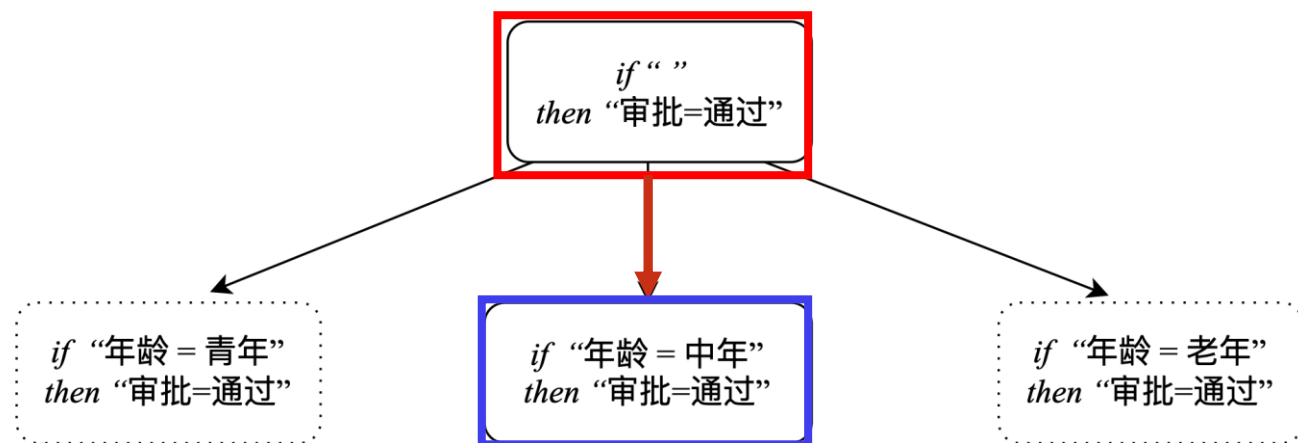 if “ ”
then “审批=通过”
if “年龄 = 青年”
then “审批=通过”
if “年龄 = 中年”
then “审批=通过”
if “年龄 = 老年”
then “审批=通过”